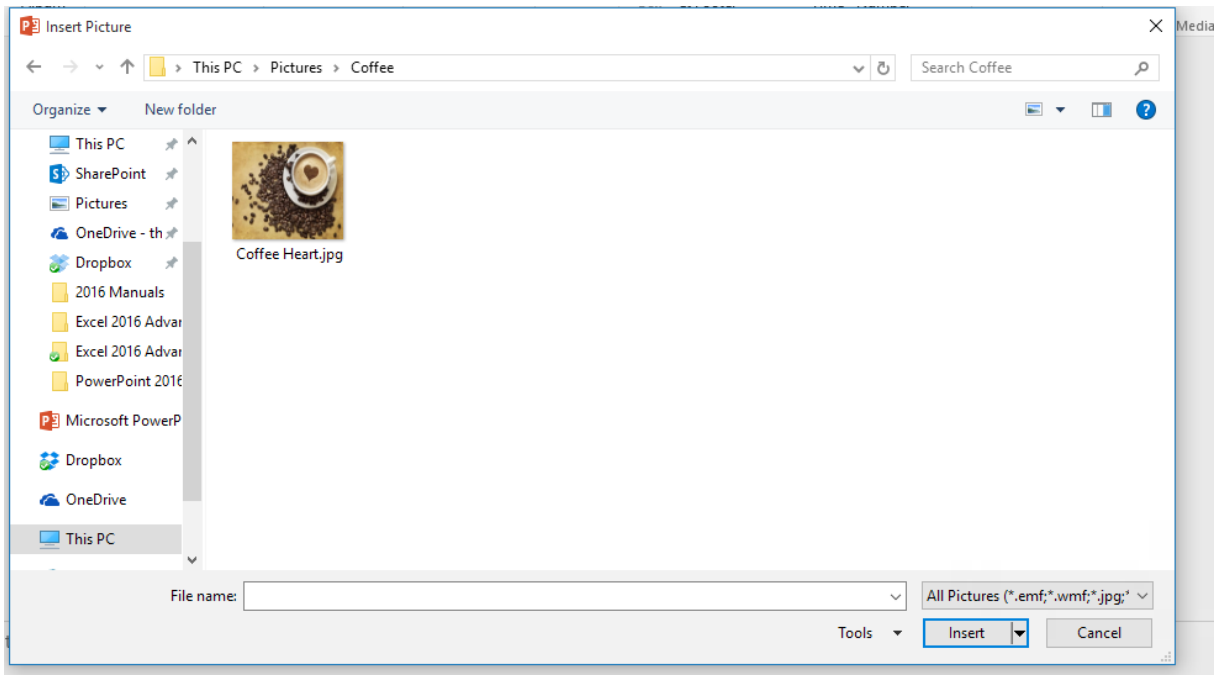 Insert Picture
Media
This PC > Pictures > Coffee
Search Coffee
Organize
New folder
This PC
SharePoint
Pictures
OneDrive - th
Dropbox
2016 Manuals
Excel 2016 Advar
Excel 2016 Advar
PowerPoint 2016
Microsoft PowerP
Dropbox
OneDrive
This PC
Coffee Heart.jpg
File name:
All Pictures (*.emf;*.wmf;*.jpg;*
Tools
Insert
Cancel